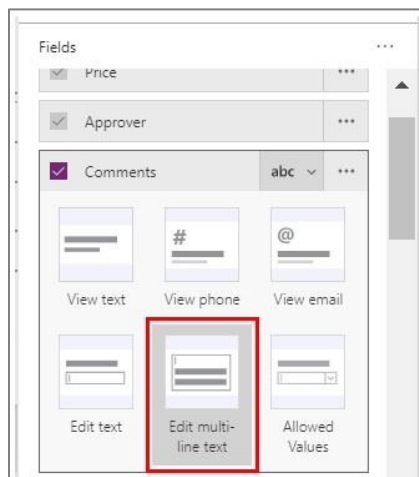 Fields ...
Price ...
Approver ...
Comments abc ...
# @
View text View phone View email
Edit text Edit multi- Allowed
line text Values